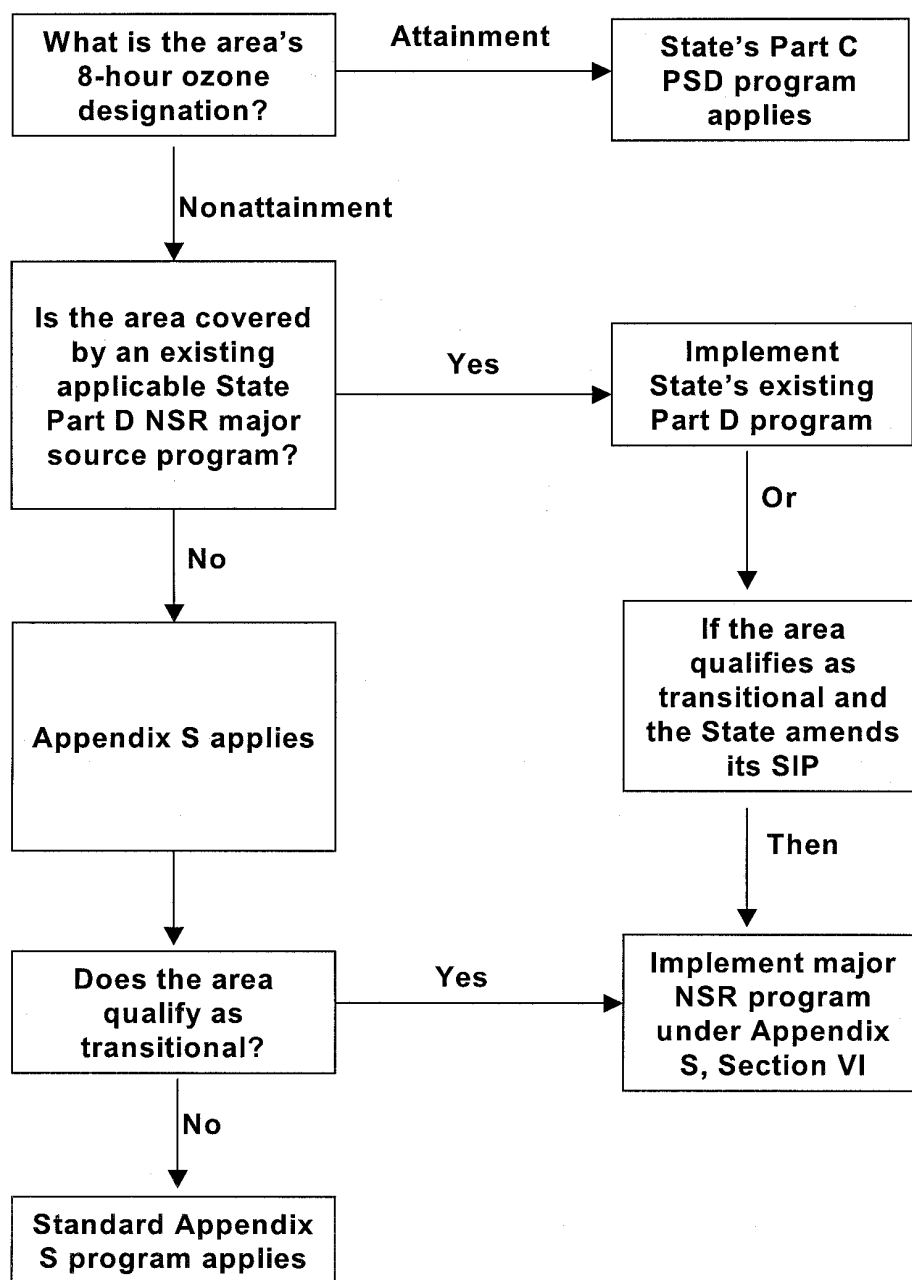 What is the area's
8-hour ozone
designation?
Attainment
State's Part C
PSD program
applies
Nonattainment
Is the area covered
by an existing
applicable State
Part D NSR major
source program?
Yes
Implement
State's existing
Part D program
Or
No
If the area
qualifies as
transitional and
the State amends
its SIP
Appendix S applies
Then
Does the area
qualify as
transitional?
Yes
Implement major
NSR program
under Appendix
S, Section VI
No
Standard Appendix
S program applies